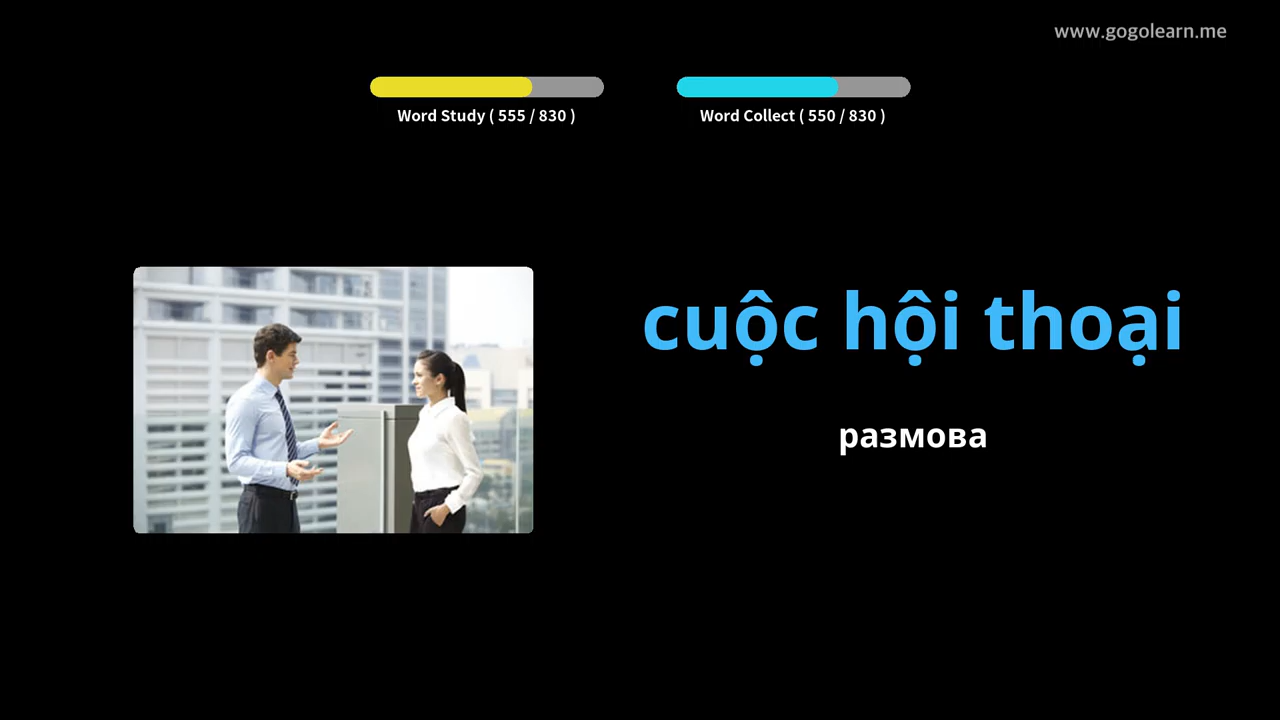 www.gogolearn.me
Word Study ( 555 / 830 )
Word Collect ( 550 / 830 )
cuộc hội thoại
размова